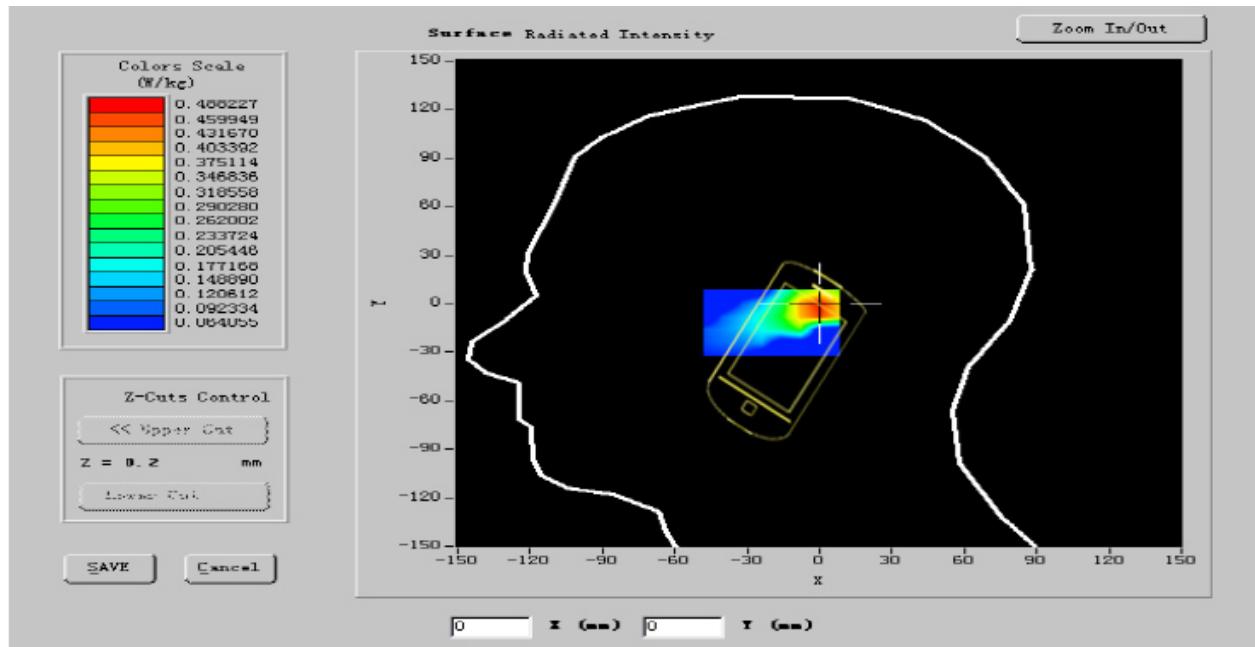 Surface Radiated Intensity
Zoom In/Out
Colors Scale
(W/kg)
0.488227
0.459949
0.431670
0.403392
0.375114
0.346836
0.318558
0.290280
0.262002
0.233724
0.205446
0.177168
0.148890
0.120612
0.092334
0.064055
Z-Cuts Control
<< Upper Cut
Z = 0.2 mm
Lower Cut
SAVE
Cancel
150
120
90
60
30
0
-30
-60
-90
-120
-150
Y
-150 -120 -90 -60 -30 0 30 60 90 120 150
X
0 X (mm) 0 Y (mm)